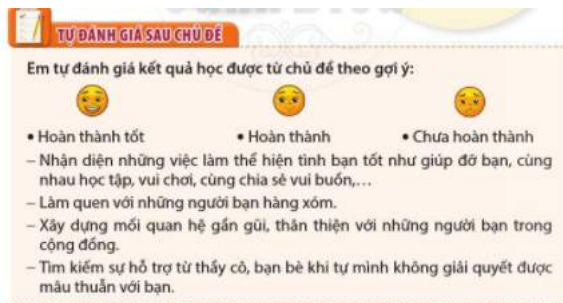 TỰ ĐÁNH GIÁ SAU CHỦ ĐỀ
Em tự đánh giá kết quả học được từ chủ đề theo gợi ý:
• Hoàn thành tốt • Hoàn thành • Chưa hoàn thành
– Nhận diện những việc làm thể hiện tình bạn tốt như giúp đỡ bạn, cùng
nhau học tập, vui chơi, cùng chia sẻ vui buồn,...
– Làm quen với những người bạn hàng xóm.
– Xây dựng mối quan hệ gần gũi, thân thiện với những người bạn trong
cộng đồng.
– Tìm kiếm sự hỗ trợ từ thầy cô, bạn bè khi tự mình không giải quyết được
mâu thuẫn với bạn.